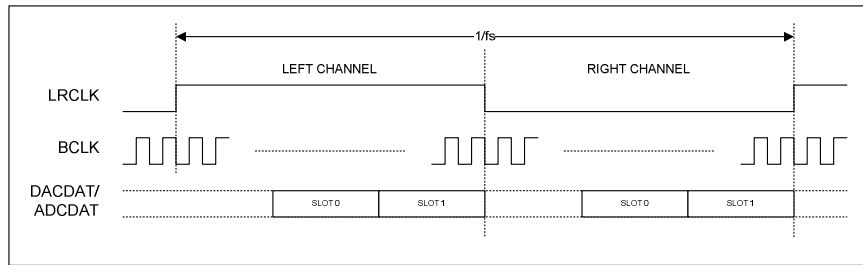 1/fs
LEFT CHANNEL RIGHT CHANNEL
LRCLK
BCLK
DACDAT/
ADCDAT
SLOT 0 SLOT 1 SLOT 0 SLOT 1